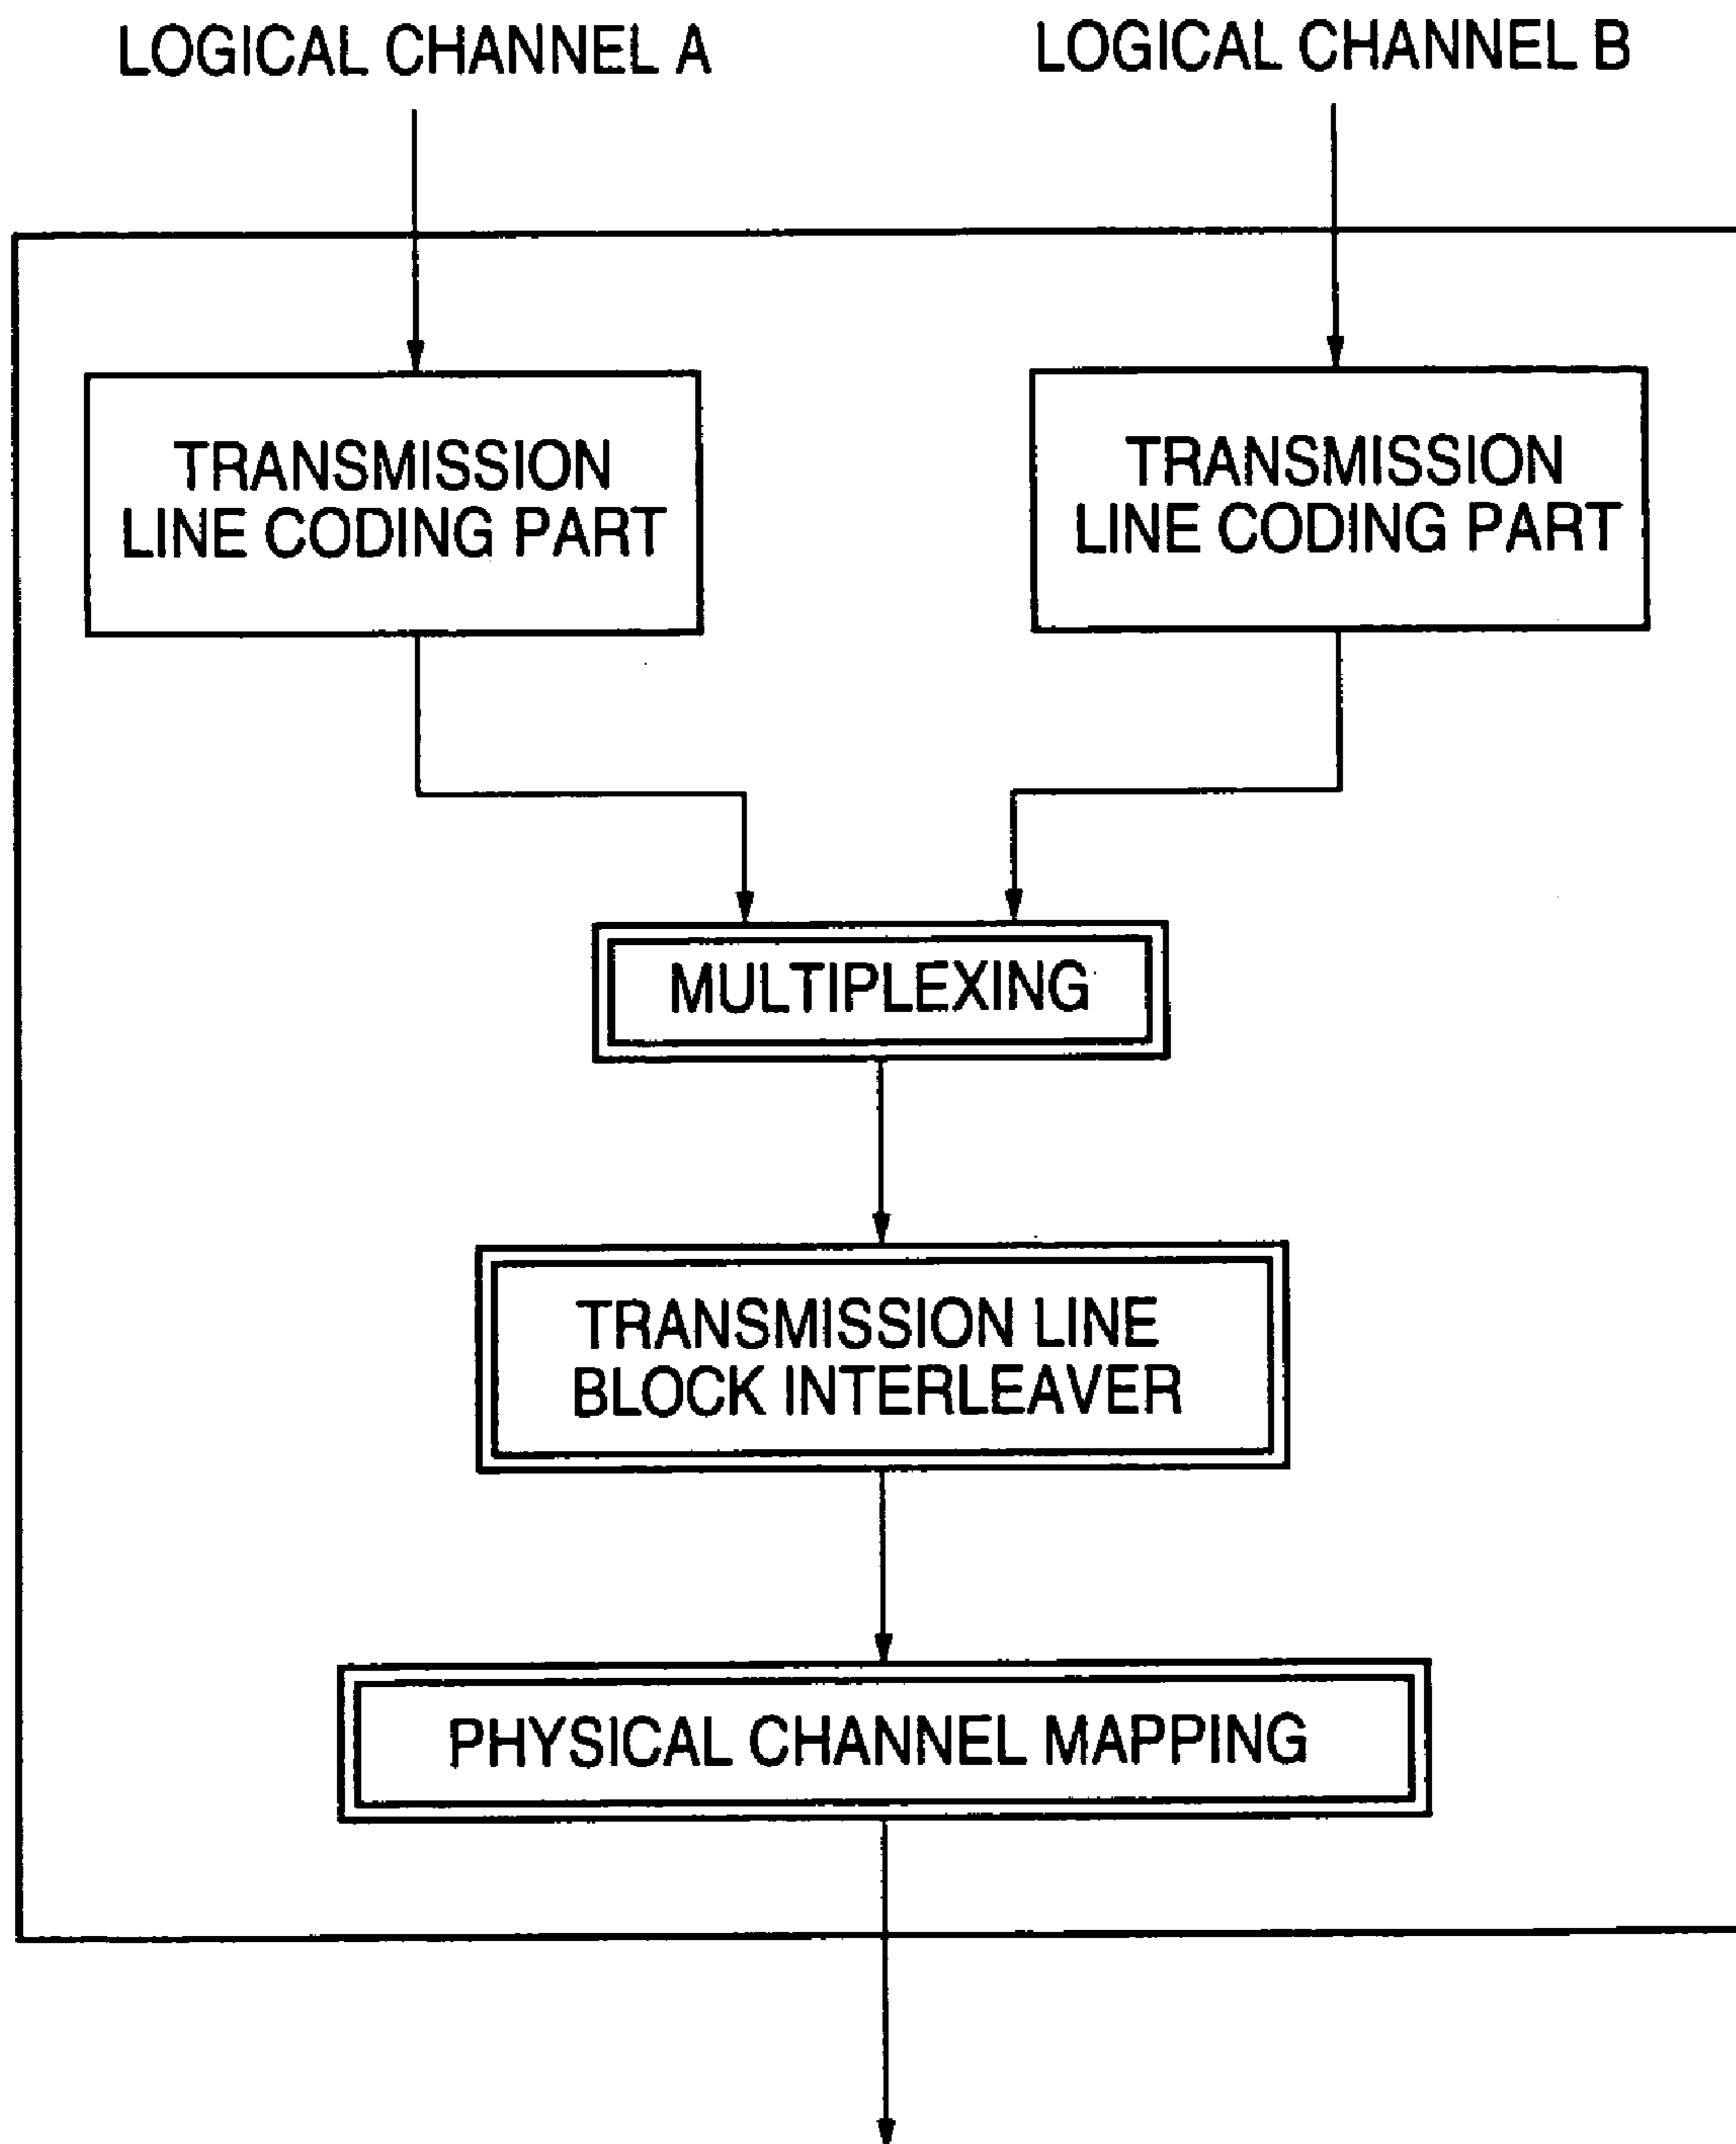 LOGICAL CHANNEL A
LOGICAL CHANNEL B
TRANSMISSION
LINE CODING PART
TRANSMISSION
LINE CODING PART
MULTIPLEXING
TRANSMISSION LINE
BLOCK INTERLEAVER
PHYSICAL CHANNEL MAPPING